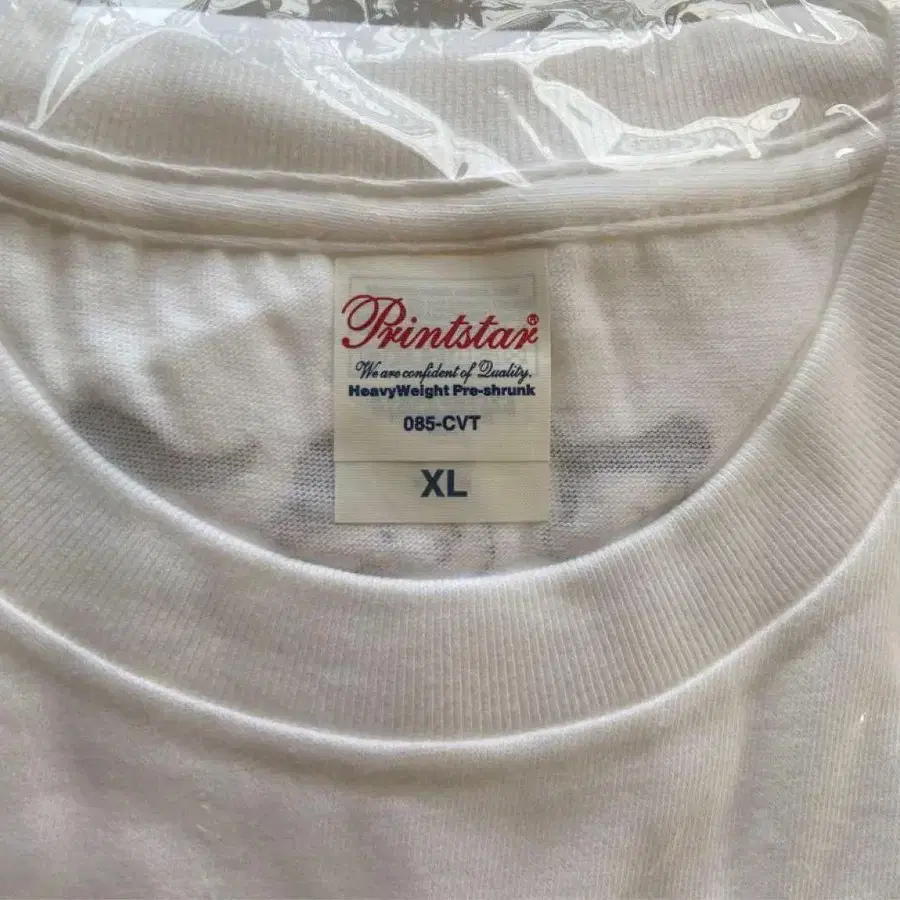 Printstar®
We are confident of Quality.
HeavyWeight Pre-shrunk
085-CVT
XL